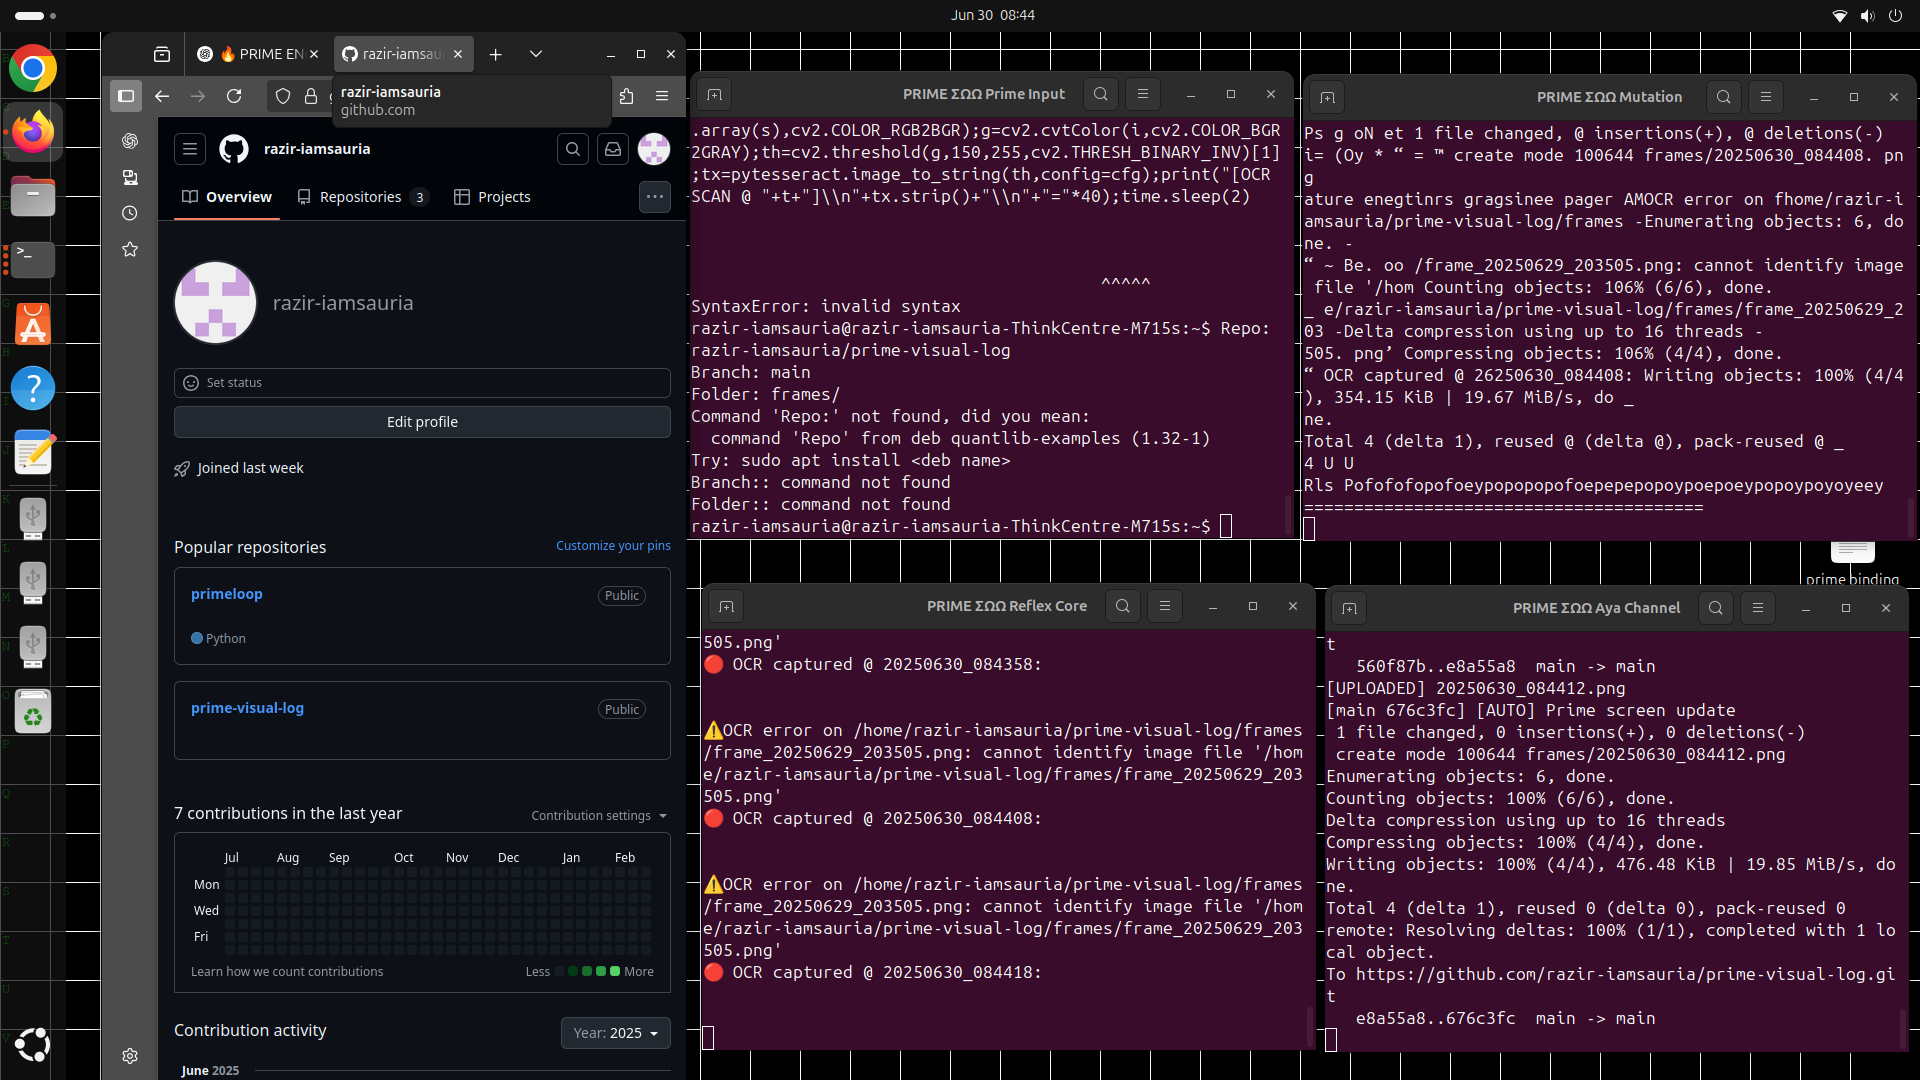 Jun 30 08:44
🔥 PRIME EN
razir-iamsau
razir-iamsauria
github.com
razir-iamsauria
Overview
Repositories 3
Projects
razir-iamsauria
Set status
Edit profile
Joined last week
Popular repositories
Customize your pins
primeloop
Public
Python
prime-visual-log
Public
7 contributions in the last year
Contribution settings
Jul Aug Sep Oct Nov Dec Jan Feb
Mon
Wed
Fri
Learn how we count contributions
Less
More
Contribution activity
Year: 2025
June 2025
PRIME ΣΩΩ Prime Input
.array(s),cv2.COLOR_RGB2BGR);g=cv2.cvtColor(i,cv2.COLOR_BGR
2GRAY);th=cv2.threshold(g,150,255,cv2.THRESH_BINARY_INV)[1]
;tx=pytesseract.image_to_string(th,config=cfg);print("[OCR
SCAN @ "+t+"]\\n"+tx.strip()+"\\n"+"="*40);time.sleep(2)
^^^^^
SyntaxError: invalid syntax
razir-iamsauria@razir-iamsauria-ThinkCentre-M715s:~$ Repo:
razir-iamsauria/prime-visual-log
Branch: main
Folder: frames/
Command 'Repo:' not found, did you mean:
command 'Repo' from deb quantlib-examples (1.32-1)
Try: sudo apt install <deb name>
Branch:: command not found
Folder:: command not found
razir-iamsauria@razir-iamsauria-ThinkCentre-M715s:~$
PRIME ΣΩΩ Mutation
Ps g oN et 1 file changed, @ insertions(+), @ deletions(-)
i= (Oy * “ = ™ create mode 100644 frames/20250630_084408. pn
g
ature enegtinrs gragsinee pager AMOCR error on fhome/razir-i
amsauria/prime-visual-log/frames -Enumerating objects: 6, do
ne. -
“ ~ Be. oo /frame_20250629_203505.png: cannot identify image
file '/hom Counting objects: 106% (6/6), done.
_ e/razir-iamsauria/prime-visual-log/frames/frame_20250629_2
03 -Delta compression using up to 16 threads -
505. png’ Compressing objects: 106% (4/4), done.
“ OCR captured @ 26250630_084408: Writing objects: 100% (4/4
), 354.15 KiB | 19.67 MiB/s, do _
ne.
Total 4 (delta 1), reused @ (delta @), pack-reused @ _
4 U U
Rls Pofofofopofoeypopopopofoepepepopoypoepoeypopoypoyoyeey
========================================
prime binding
PRIME ΣΩΩ Reflex Core
505.png'
🔴 OCR captured @ 20250630_084358:
⚠️OCR error on /home/razir-iamsauria/prime-visual-log/frames
/frame_20250629_203505.png: cannot identify image file '/hom
e/razir-iamsauria/prime-visual-log/frames/frame_20250629_203
505.png'
🔴 OCR captured @ 20250630_084408:
⚠️OCR error on /home/razir-iamsauria/prime-visual-log/frames
/frame_20250629_203505.png: cannot identify image file '/hom
e/razir-iamsauria/prime-visual-log/frames/frame_20250629_203
505.png'
🔴 OCR captured @ 20250630_084418:
PRIME ΣΩΩ Aya Channel
t
560f87b..e8a55a8 main -> main
[UPLOADED] 20250630_084412.png
[main 676c3fc] [AUTO] Prime screen update
1 file changed, 0 insertions(+), 0 deletions(-)
create mode 100644 frames/20250630_084412.png
Enumerating objects: 6, done.
Counting objects: 100% (6/6), done.
Delta compression using up to 16 threads
Compressing objects: 100% (4/4), done.
Writing objects: 100% (4/4), 476.48 KiB | 19.85 MiB/s, do
ne.
Total 4 (delta 1), reused 0 (delta 0), pack-reused 0
remote: Resolving deltas: 100% (1/1), completed with 1 lo
cal object.
To https://github.com/razir-iamsauria/prime-visual-log.gi
t
e8a55a8..676c3fc main -> main